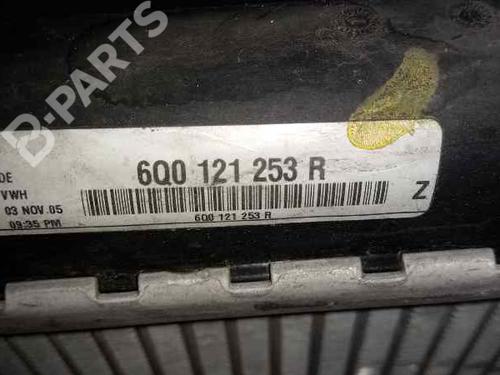 B-PARTS
DE
6Q0 121 253 R
VWH
03 NOV.05
Z
09:35 PM
6Q0 121 253 R